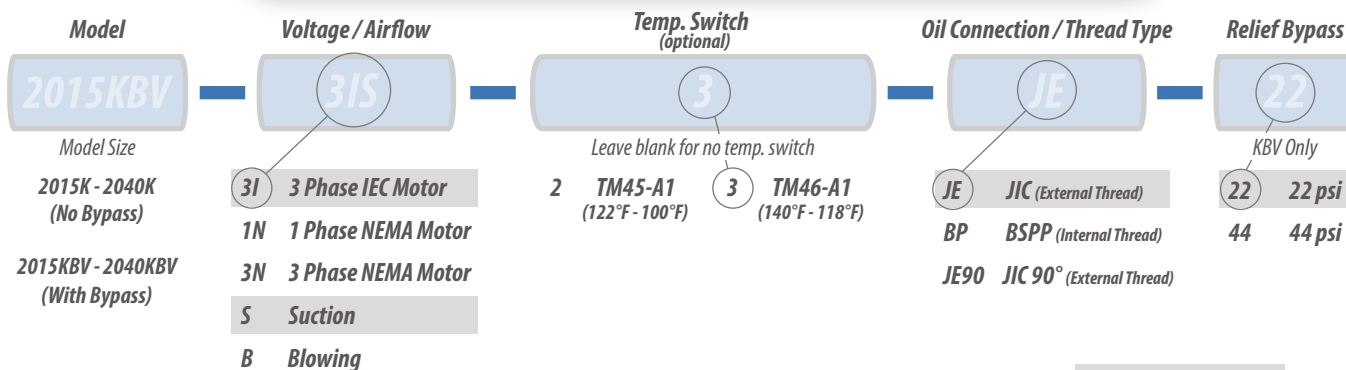 Model
2015KBV
Model Size
2015K - 2040K
(No Bypass)
2015KBV - 2040KBV
(With Bypass)
Voltage / Airflow
3IS
3I 3 Phase IEC Motor
1N 1 Phase NEMA Motor
3N 3 Phase NEMA Motor
S Suction
B Blowing
Temp. Switch
(optional)
3
Leave blank for no temp. switch
2 TM45-A1 3 TM46-A1
(122°F - 100°F) (140°F - 118°F)
Oil Connection / Thread Type
JE
JE JIC (External Thread)
BP BSPP (Internal Thread)
JE90 JIC 90° (External Thread)
Relief Bypass
22
KBV Only
22 22 psi
44 44 psi